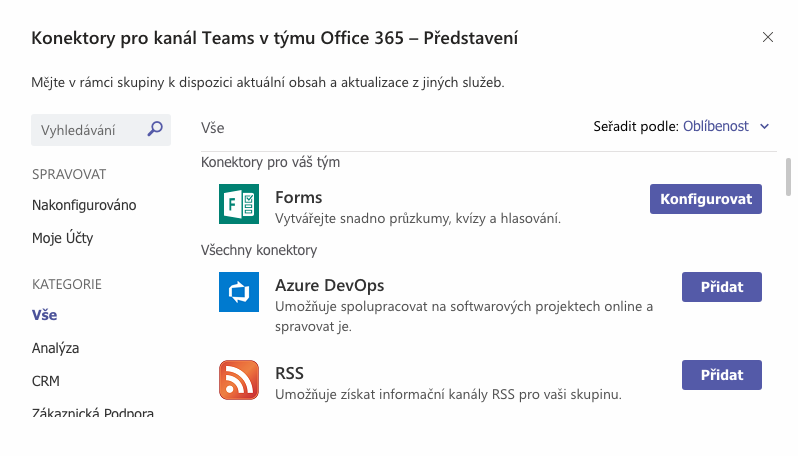 Konektory pro kanál Teams v týmu Office 365 – Představení
Mějte v rámci skupiny k dispozici aktuální obsah a aktualizace z jiných služeb.
Vyhledávání
Vše
Seřadit podle: Oblíbenost
SPRAVOVAT
Nakonfigurováno
Moje Účty
KATEGORIE
Vše
Analýza
CRM
Zákaznická Podpora
Konektory pro váš tým
Forms
Vytvářejte snadno průzkumy, kvízy a hlasování.
Konfigurovat
Všechny konektory
Azure DevOps
Umožňuje spolupracovat na softwarových projektech online a
spravovat je.
Přidat
RSS
Umožňuje získat informační kanály RSS pro vaši skupinu.
Přidat